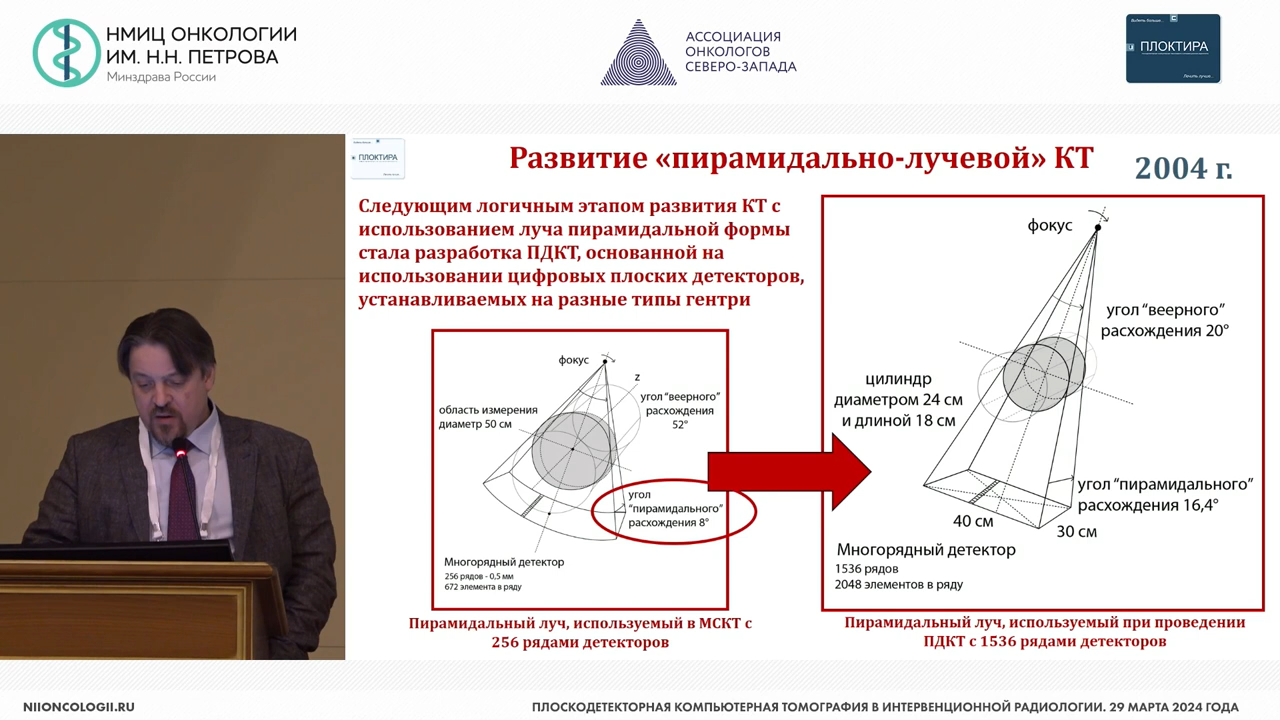 НМИЦ ОНКОЛОГИИ
ИМ. Н.Н. ПЕТРОВА
Минздрава России
АССОЦИАЦИЯ
ОНКОЛОГОВ
СЕВЕРО-ЗАПАДА
Видеть больше...
ПЛОКТИРА
Лечить лучше...
ПЛОКТИРА
Развитие «пирамидально-лучевой» КТ
2004 г.
Следующим логичным этапом развития КТ с
использованием луча пирамидальной формы
стала разработка ПДКТ, основанной на
использовании цифровых плоских детекторов,
устанавливаемых на разные типы гентри
фокус
z
область измерения
диаметр 50 см
угол "веерного"
расхождения
52°
угол
"пирамидального"
расхождения 8°
Многорядный детектор
256 рядов - 0,5 мм
672 элемента в ряду
Пирамидальный луч, используемый в МСКТ с
256 рядами детекторов
фокус
угол "веерного"
расхождения 20°
цилиндр
диаметром 24 см
и длиной 18 см
угол "пирамидального"
расхождения 16,4°
40 см
30 см
Многорядный детектор
1536 рядов
2048 элементов в ряду
Пирамидальный луч, используемый при проведении
ПДКТ с 1536 рядами детекторов
NIIONCOLOGII.RU
ПЛОСКОДЕТЕКТОРНАЯ КОМПЬЮТЕРНАЯ ТОМОГРАФИЯ В ИНТЕРВЕНЦИОННОЙ РАДИОЛОГИИ. 29 МАРТА 2024 ГОДА